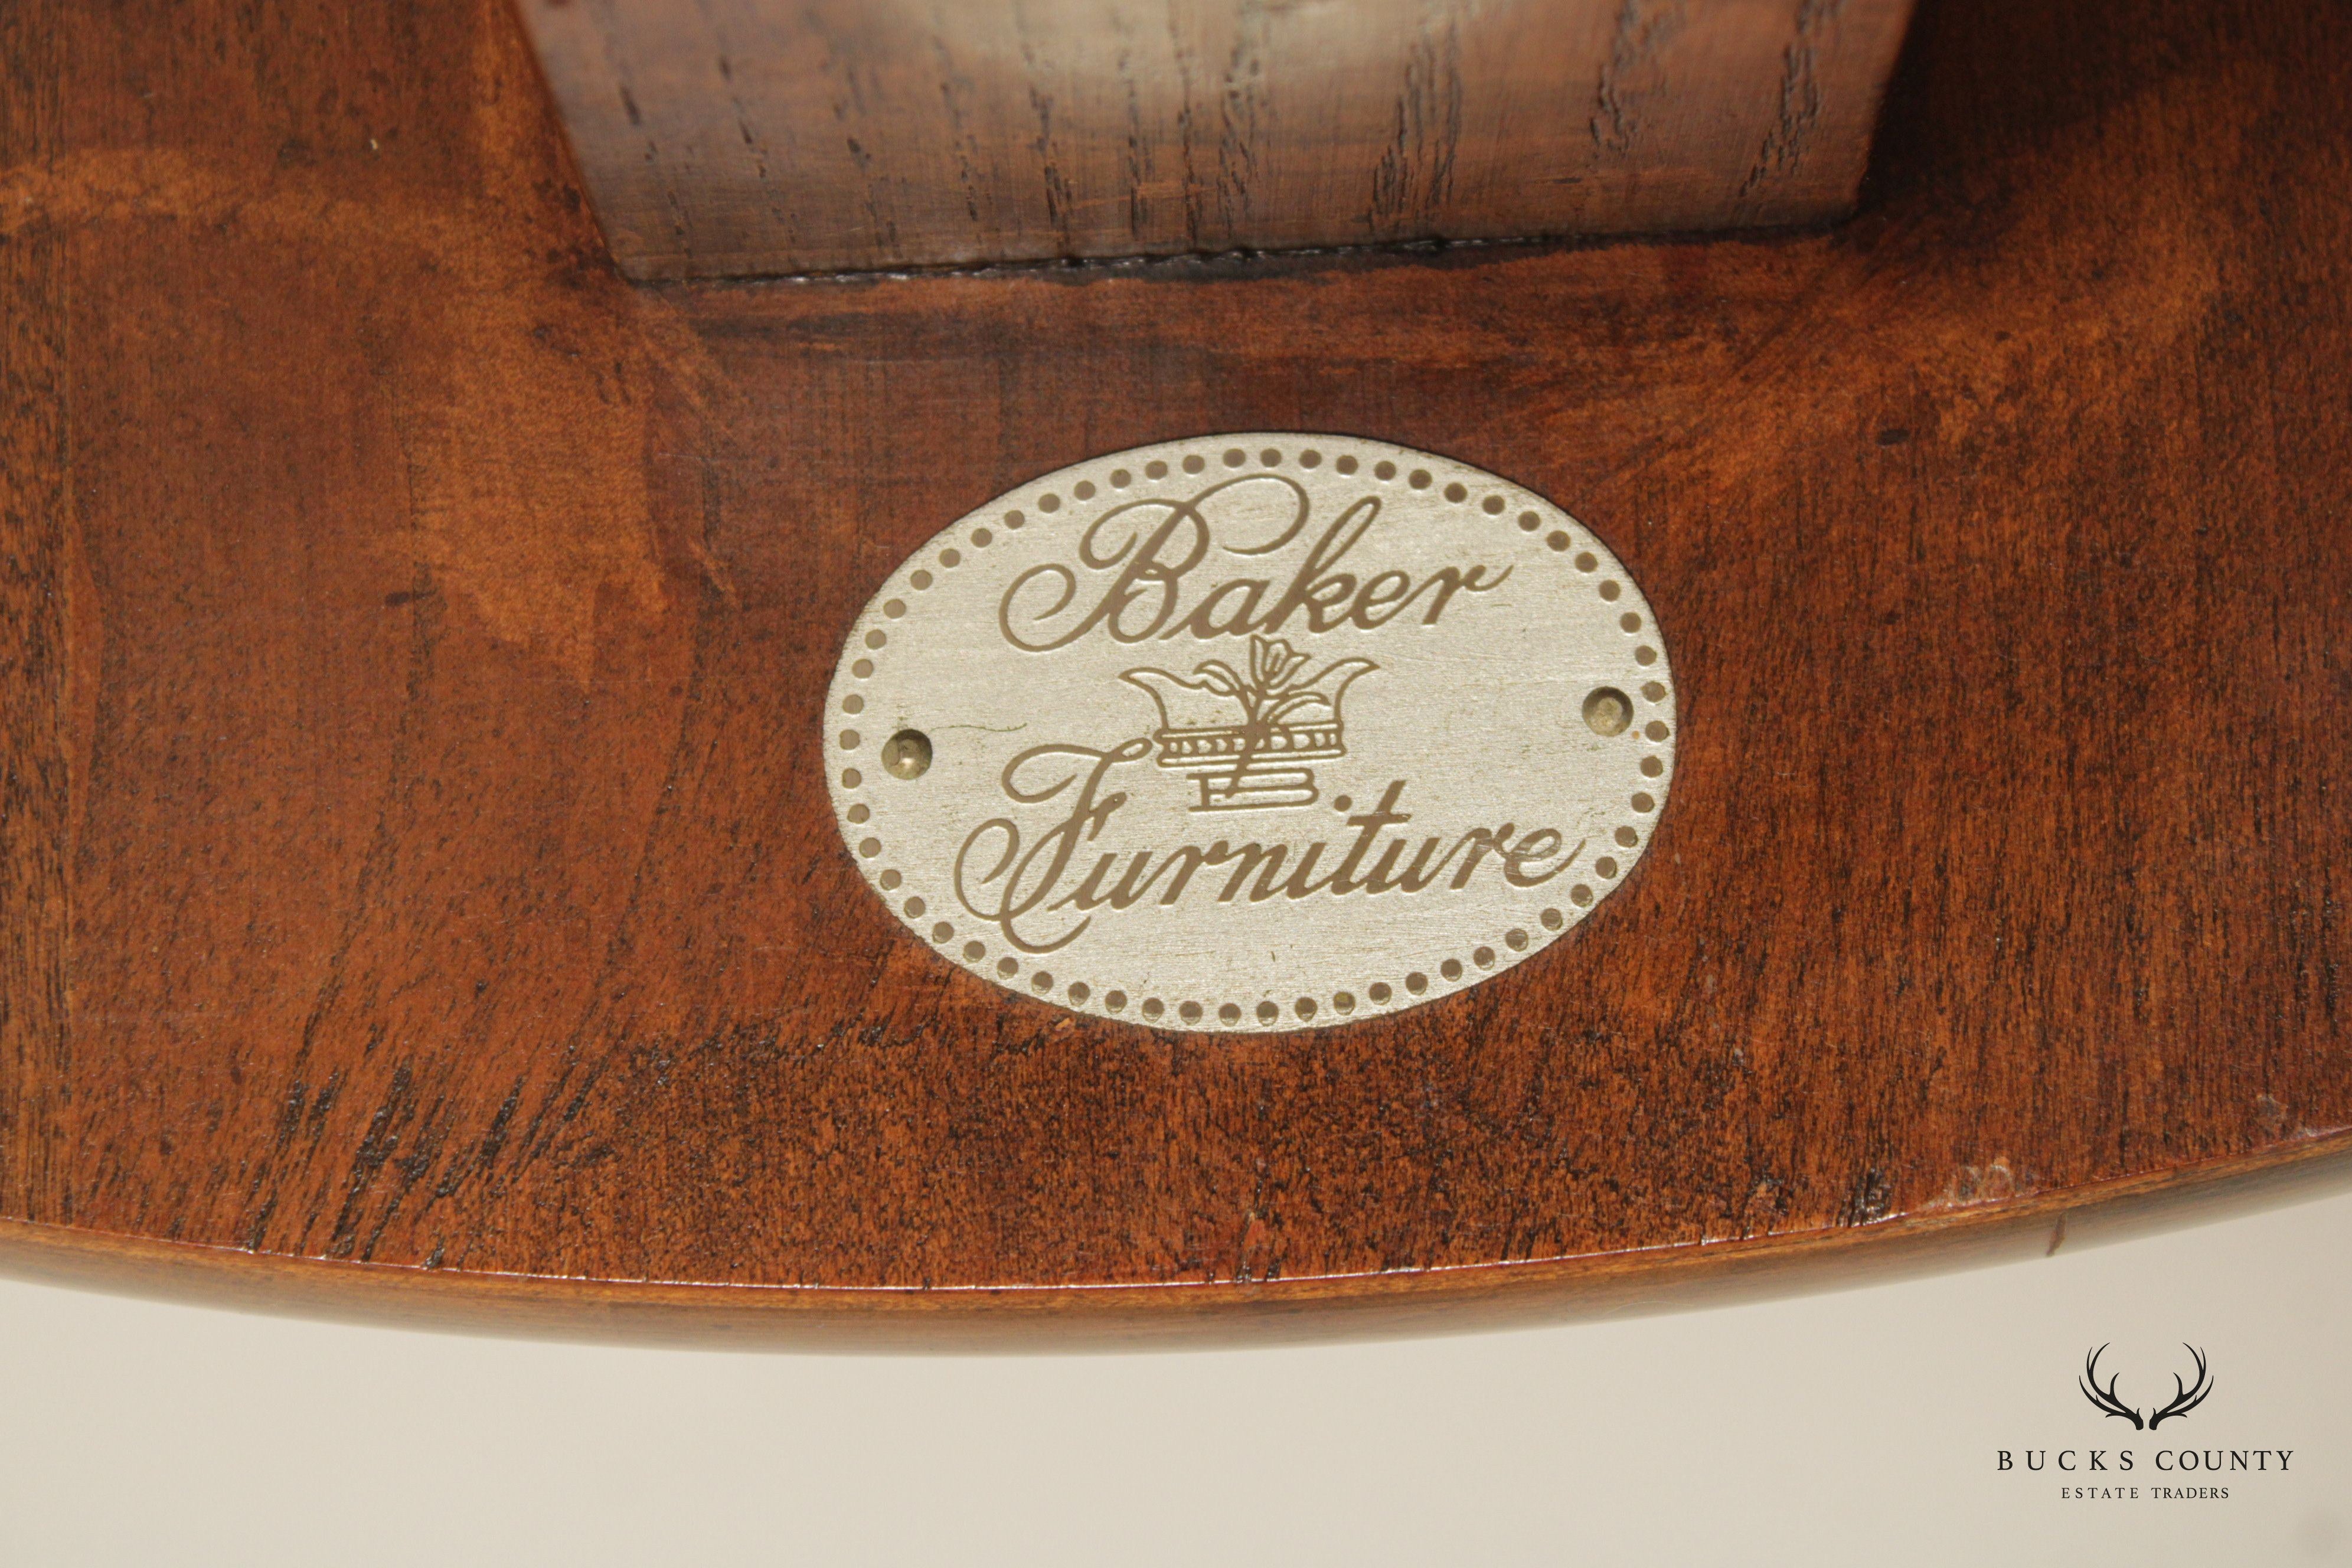 Baker
Furniture
BUCKS COUNTY
ESTATE TRADERS